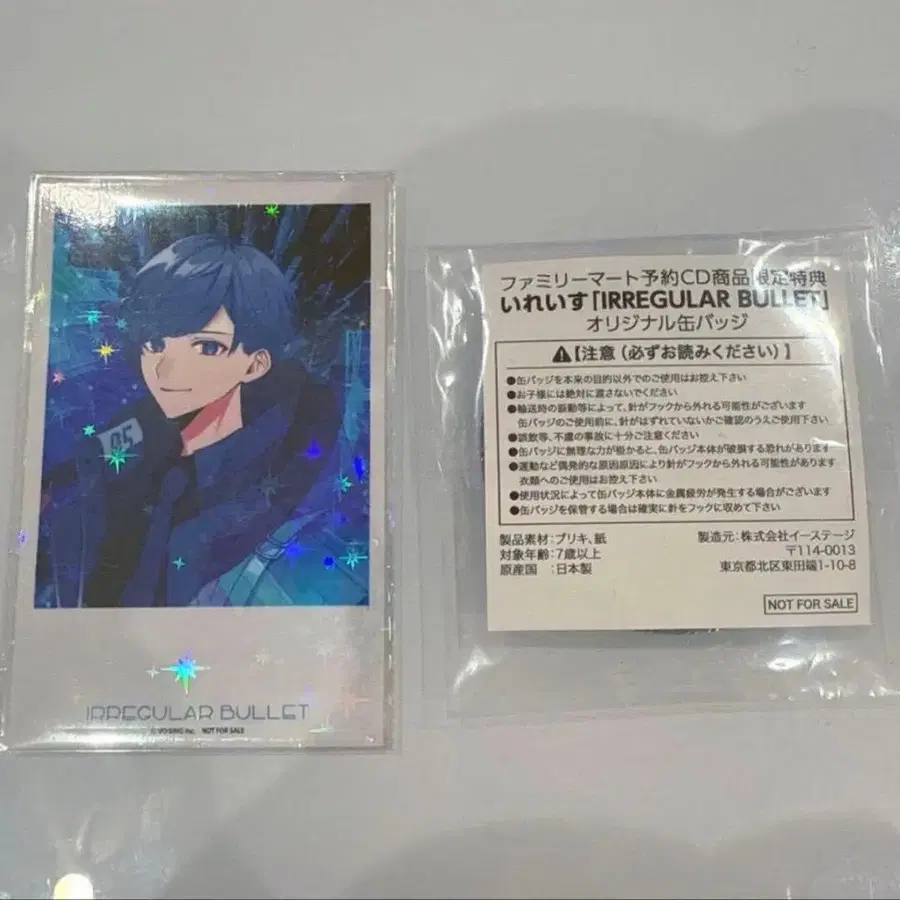 05
IRREGULAR BULLET
© VOISING Inc. NOT FOR SALE
ファミリーマート予約CD商品限定特典
いれいす「IRREGULAR BULLET」
オリジナル缶バッジ
⚠【注意（必ずお読みください）】
●缶バッジを本来の目的以外でのご使用はお控え下さい
●お子様には絶対に渡さないでください
●輸送時の振動等によって、針がフックから外れる可能性がございます
缶バッジのご使用前に、針がはずれていないかご確認のうえご使用下さい
●誤飲等、不慮の事故に十分ご注意ください
●缶バッジに無理な力が掛かると、缶バッジ本体が破損する恐れがあります
●運動など偶発的な原因原因により針がフックから外れる可能性があります
衣類へのご使用はお控え下さい
●使用状況によって缶バッジ本体に金属疲労が発生する場合がございます
●缶バッジを保管する場合は確実に針をフックに収めて下さい
製品素材：ブリキ、紙
対象年齢：7歳以上
原産国 ：日本製
製造元：株式会社イーステージ
〒114-0013
東京都北区東田端1-10-8
NOT FOR SALE